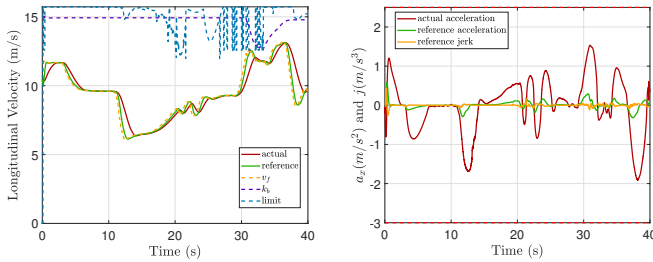 Longitudinal Velocity (m/s)
15
10
5
0
0 10 20 30 40
Time (s)
actual
reference
v_f
k_b
limit
a_x(m/s^2) and j(m/s^3)
2
1
0
-1
-2
-3
0 10 20 30 40
Time (s)
actual acceleration
reference acceleration
reference jerk